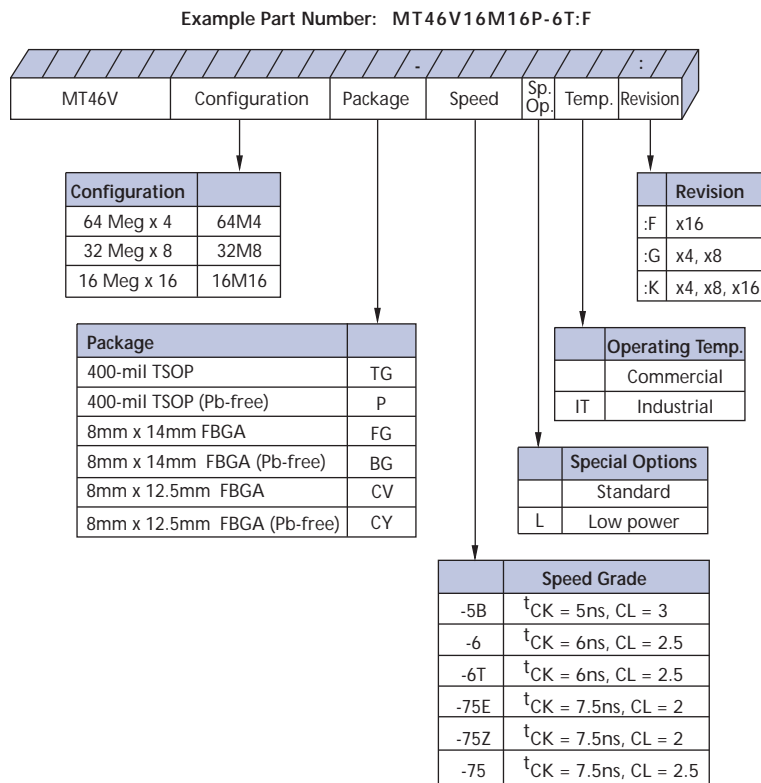 Example Part Number: MT46V16M16P-6T:F
- :
MT46V Configuration Package Speed Sp. Op. Temp. Revision
Configuration
64 Meg x 4 64M4
32 Meg x 8 32M8
16 Meg x 16 16M16
Package
400-mil TSOP TG
400-mil TSOP (Pb-free) P
8mm x 14mm FBGA FG
8mm x 14mm FBGA (Pb-free) BG
8mm x 12.5mm FBGA CV
8mm x 12.5mm FBGA (Pb-free) CY
Revision
:F x16
:G x4, x8
:K x4, x8, x16
Operating Temp.
Commercial
IT Industrial
Special Options
Standard
L Low power
Speed Grade
-5B tCK = 5ns, CL = 3
-6 tCK = 6ns, CL = 2.5
-6T tCK = 6ns, CL = 2.5
-75E tCK = 7.5ns, CL = 2
-75Z tCK = 7.5ns, CL = 2
-75 tCK = 7.5ns, CL = 2.5